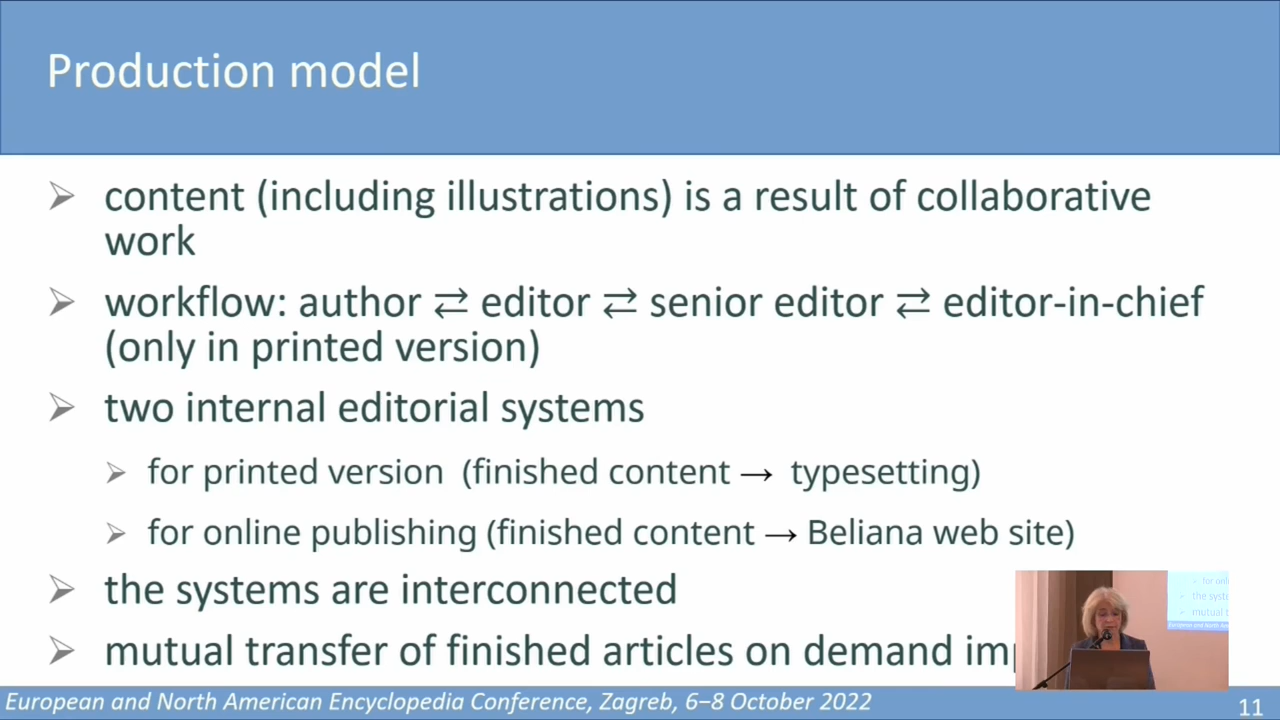 Production model
content (including illustrations) is a result of collaborative
work
workflow: author ⇄ editor ⇄ senior editor ⇄ editor-in-chief
(only in printed version)
two internal editorial systems
for printed version (finished content → typesetting)
for online publishing (finished content → Beliana web site)
the systems are interconnected
mutual transfer of finished articles on demand
European and North American Encyclopedia Conference, Zagreb, 6–8 October 2022
11